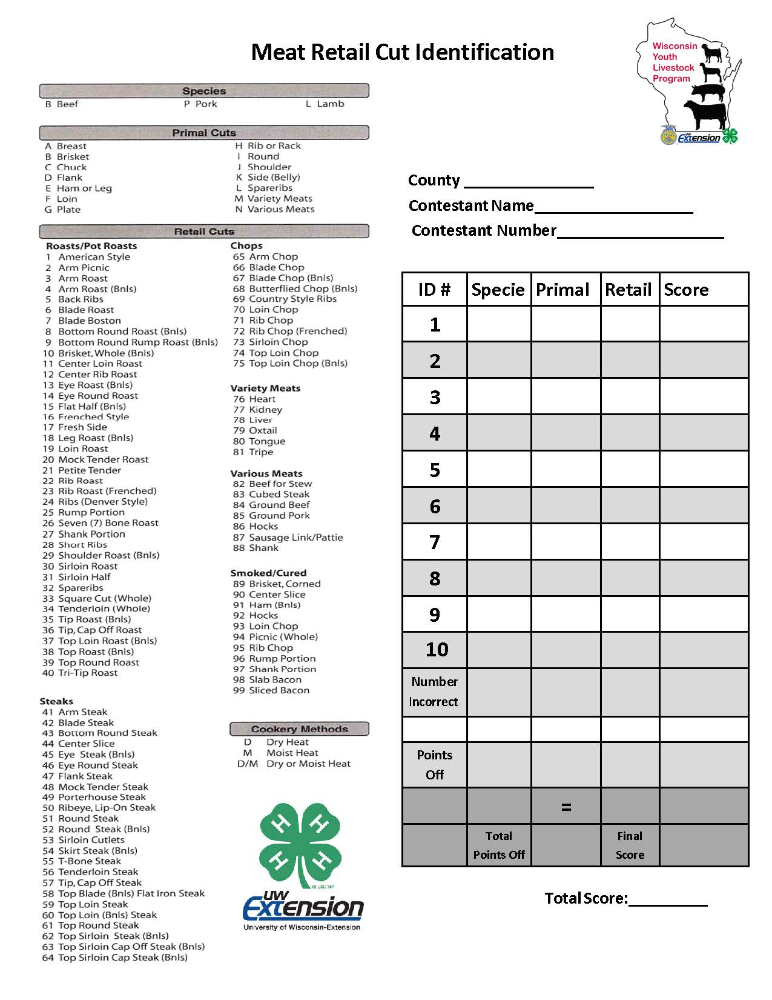 Meat Retail Cut Identification
Wisconsin
Youth
Livestock
Program
UW
Extension
Species
B Beef P Pork L Lamb
Primal Cuts
A Breast
B Brisket
C Chuck
D Flank
E Ham or Leg
F Loin
G Plate
H Rib or Rack
I Round
J Shoulder
K Side (Belly)
L Spareribs
M Variety Meats
N Various Meats
Retail Cuts
Roasts/Pot Roasts
1 American Style
2 Arm Picnic
3 Arm Roast
4 Arm Roast (Bnls)
5 Back Ribs
6 Blade Roast
7 Blade Boston
8 Bottom Round Roast (Bnls)
9 Bottom Round Rump Roast (Bnls)
10 Brisket, Whole (Bnls)
11 Center Loin Roast
12 Center Rib Roast
13 Eye Roast (Bnls)
14 Eye Round Roast
15 Flat Half (Bnls)
16 Frenched Style
17 Fresh Side
18 Leg Roast (Bnls)
19 Loin Roast
20 Mock Tender Roast
21 Petite Tender
22 Rib Roast
23 Rib Roast (Frenched)
24 Ribs (Denver Style)
25 Rump Portion
26 Seven (7) Bone Roast
27 Shank Portion
28 Short Ribs
29 Shoulder Roast (Bnls)
30 Sirloin Roast
31 Sirloin Half
32 Spareribs
33 Square Cut (Whole)
34 Tenderloin (Whole)
35 Tip Roast (Bnls)
36 Tip, Cap Off Roast
37 Top Loin Roast (Bnls)
38 Top Roast (Bnls)
39 Top Round Roast
40 Tri-Tip Roast
Steaks
41 Arm Steak
42 Blade Steak
43 Bottom Round Steak
44 Center Slice
45 Eye Steak (Bnls)
46 Eye Round Steak
47 Flank Steak
48 Mock Tender Steak
49 Porterhouse Steak
50 Ribeye, Lip-On Steak
51 Round Steak
52 Round Steak (Bnls)
53 Sirloin Cutlets
54 Skirt Steak (Bnls)
55 T-Bone Steak
56 Tenderloin Steak
57 Tip, Cap Off Steak
58 Top Blade (Bnls) Flat Iron Steak
59 Top Loin Steak
60 Top Loin (Bnls) Steak
61 Top Round Steak
62 Top Sirloin Steak (Bnls)
63 Top Sirloin Cap Off Steak (Bnls)
64 Top Sirloin Cap Steak (Bnls)
Chops
65 Arm Chop
66 Blade Chop
67 Blade Chop (Bnls)
68 Butterflied Chop (Bnls)
69 Country Style Ribs
70 Loin Chop
71 Rib Chop
72 Rib Chop (Frenched)
73 Sirloin Chop
74 Top Loin Chop
75 Top Loin Chop (Bnls)
Variety Meats
76 Heart
77 Kidney
78 Liver
79 Oxtail
80 Tongue
81 Tripe
Various Meats
82 Beef for Stew
83 Cubed Steak
84 Ground Beef
85 Ground Pork
86 Hocks
87 Sausage Link/Pattie
88 Shank
Smoked/Cured
89 Brisket, Corned
90 Center Slice
91 Ham (Bnls)
92 Hocks
93 Loin Chop
94 Picnic (Whole)
95 Rib Chop
96 Rump Portion
97 Shank Portion
98 Slab Bacon
99 Sliced Bacon
Cookery Methods
D Dry Heat
M Moist Heat
D/M Dry or Moist Heat
H H
H H
18 USC 707
UW
Extension
University of Wisconsin-Extension
County ________________
Contestant Name____________________
Contestant Number_____________________
ID # Specie Primal Retail Score
1
2
3
4
5
6
7
8
9
10
Number
Incorrect
Points
Off
=
Total
Points Off
Final
Score
Total Score:__________